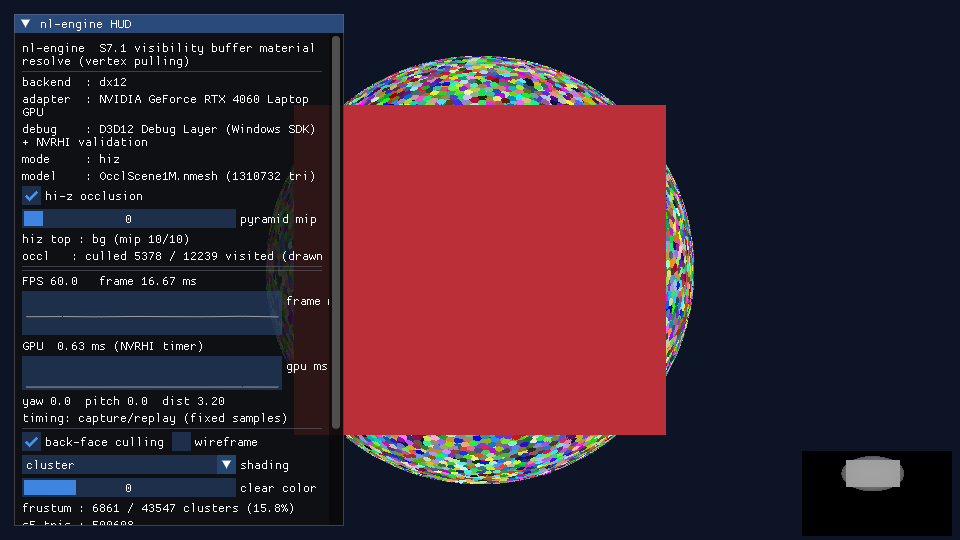 nl-engine HUD
nl-engine  S7.1 visibility buffer material
resolve (vertex pulling)
backend  : dx12
adapter  : NVIDIA GeForce RTX 4060 Laptop
GPU
debug    : D3D12 Debug Layer (Windows SDK)
+ NVRHI validation
mode     : hiz
model    : OcclScene1M.nmesh (1310732 tri)
hi-z occlusion
0 pyramid mip
hiz top : bg (mip 10/10)
occl   : culled 5378 / 12239 visited (drawn
FPS 60.0   frame 16.67 ms
frame
GPU  0.63 ms (NVRHI timer)
gpu ms
yaw 0.0  pitch 0.0  dist 3.20
timing: capture/replay (fixed samples)
back-face culling wireframe
cluster shading
0 clear color
frustum : 6861 / 43547 clusters (15.8%)